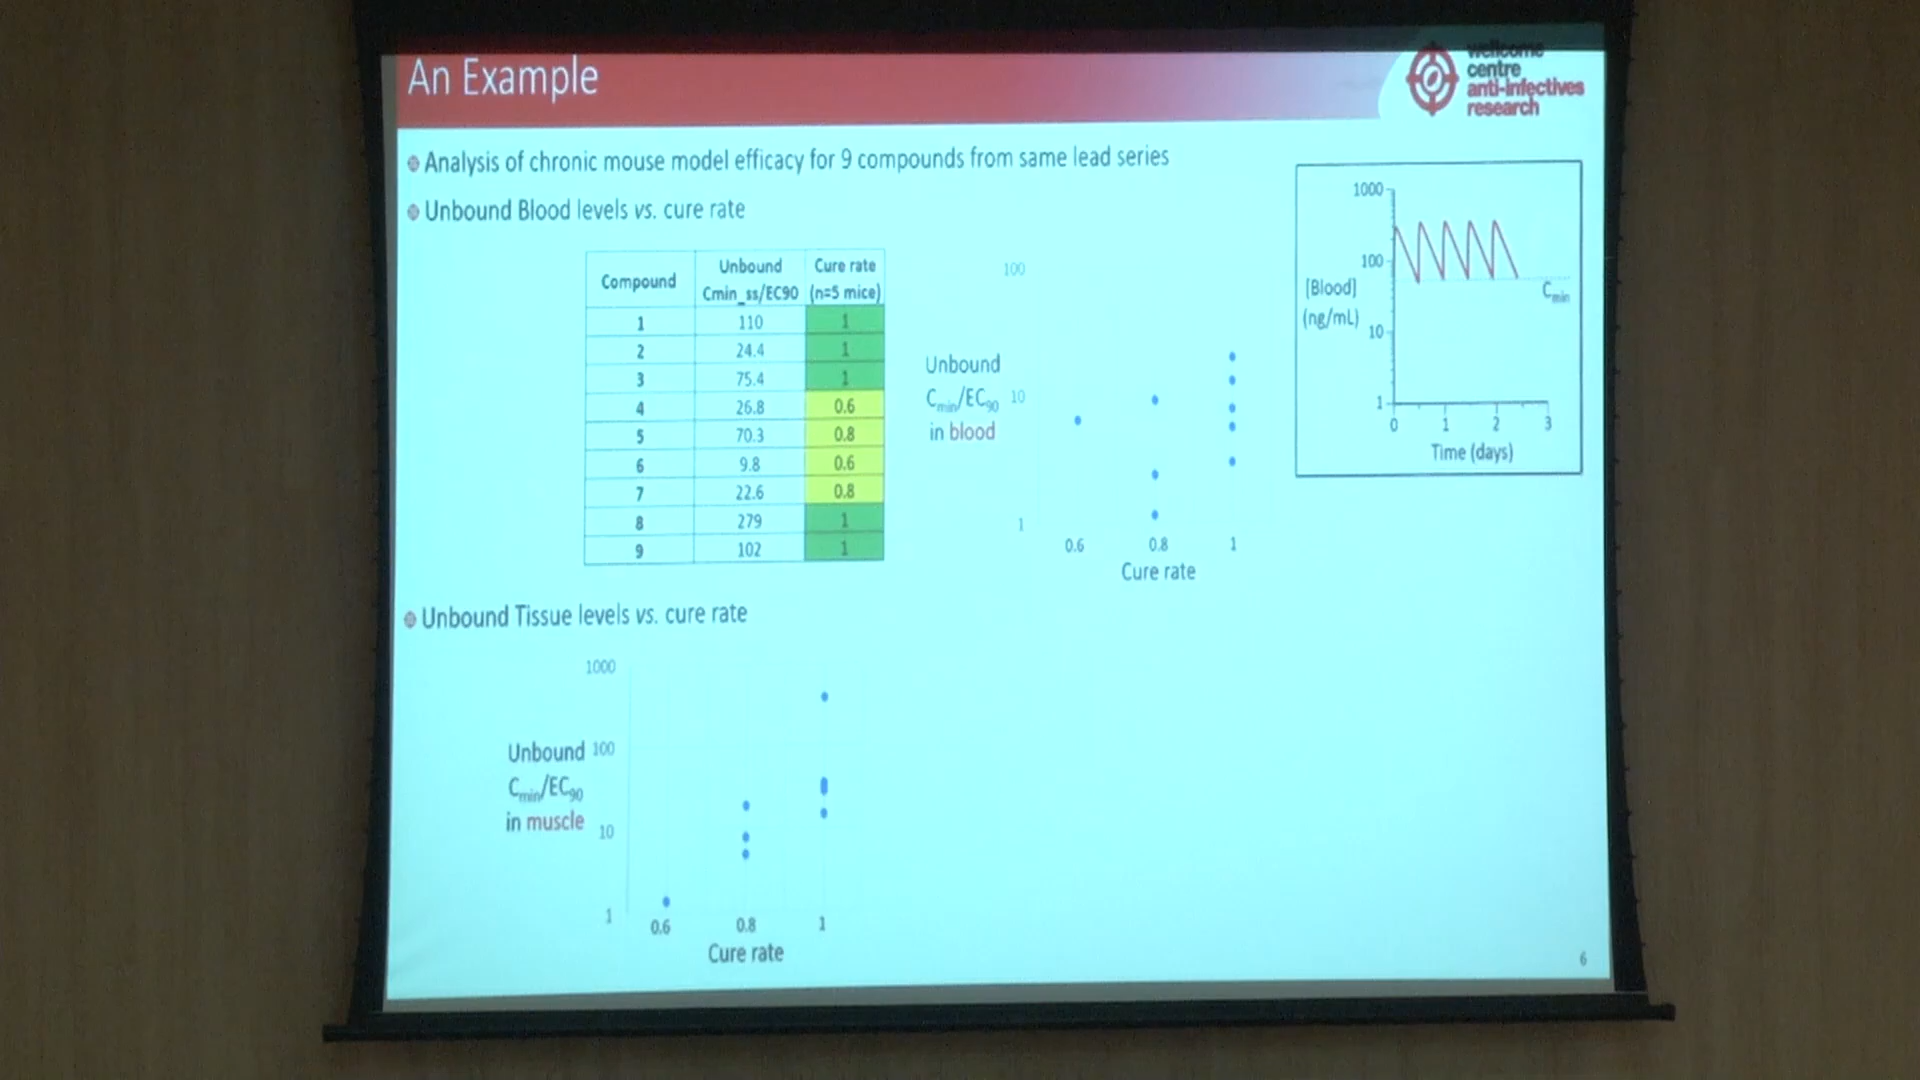 An Example
wellcome
centre
anti-infectives
research
Analysis of chronic mouse model efficacy for 9 compounds from same lead series
Unbound Blood levels vs. cure rate
Compound Unbound Cmin_ss/EC90 Cure rate (n=5 mice)
1 110 1
2 24.4 1
3 75.4 1
4 26.8 0.6
5 70.3 0.8
6 9.8 0.6
7 22.6 0.8
8 279 1
9 102 1
100
10
1
Unbound
Cmin/EC90
in blood
0.6 0.8 1
Cure rate
1000
100
10
1
[Blood]
(ng/mL)
Cmin
0 1 2 3
Time (days)
Unbound Tissue levels vs. cure rate
1000
100
10
1
Unbound
Cmin/EC90
in muscle
0.6 0.8 1
Cure rate
6